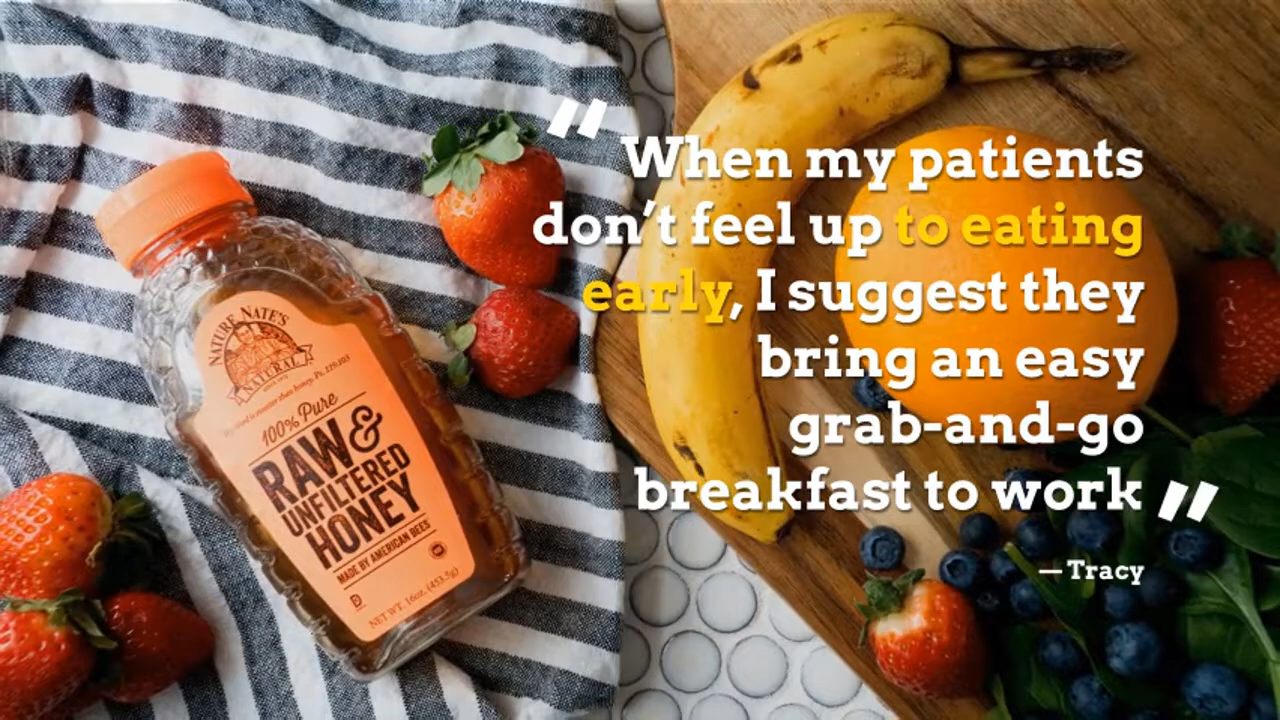 NATURE NATE'S
NATURAL
100% Pure
RAW &
UNFILTERED
HONEY
MADE BY AMERICAN BEES
NET WT. 16oz. (453.5g)
“When my patients
don’t feel up to eating
early, I suggest they
bring an easy
grab-and-go
breakfast to work”
—Tracy